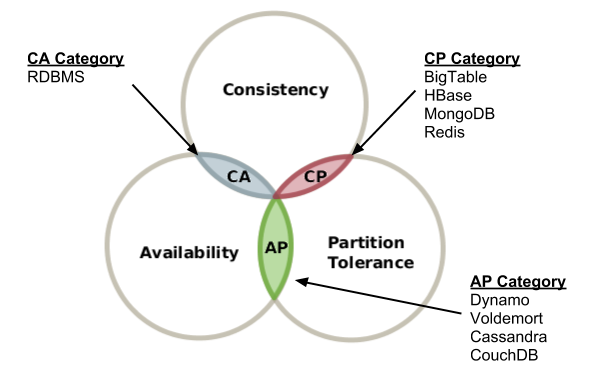 CA Category
RDBMS
CP Category
BigTable
HBase
MongoDB
Redis
Consistency
CA
CP
Availability
AP
Partition
Tolerance
AP Category
Dynamo
Voldemort
Cassandra
CouchDB